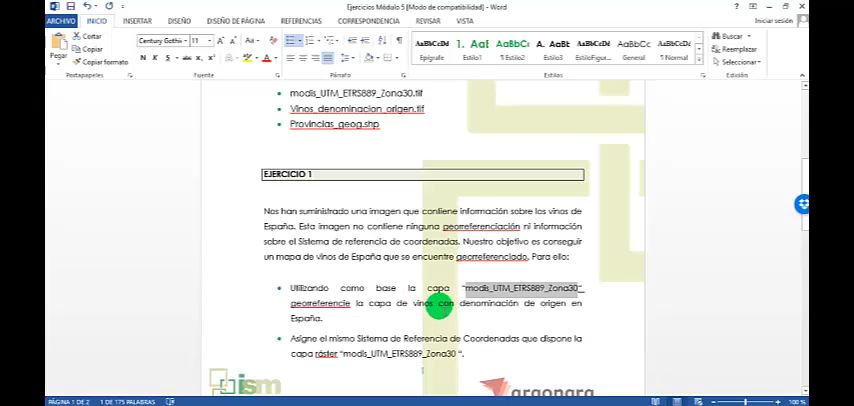 Ejercicios Módulo 5 [Modo de compatibilidad] - Word
ARCHIVO INICIO INSERTAR DISEÑO DISEÑO DE PÁGINA REFERENCIAS CORRESPONDENCIA REVISAR VISTA Iniciar sesión
Pegar
Cortar
Copiar
Copiar formato
Portapapeles
Century Gothi 11
N K S abc x₂ x²
Fuente
Párrafo
AaBbCcDd 1. AaI AaBbCc A. AaBb AaBbCcDd AaBbCc AaBbCcDd
Epígrafe Estilo1 ¶ Estilo2 Estilo3 EstiloFigur... General ¶ Normal
Estilos
Buscar
Reemplazar
Seleccionar
Edición
modis_UTM_ETRS889_Zona30.tif
Vinos_denominacion_origen.tif
Provincias_geog.shp
EJERCICIO 1
Nos han suministrado una imagen que contiene información sobre los vinos de
España. Esta imagen no contiene ninguna georreferenciación ni información
sobre el Sistema de referencia de coordenadas. Nuestro objetivo es conseguir
un mapa de vinos de España que se encuentre georreferenciado. Para ello:
Utilizando como base la capa "modis_UTM_ETRS889_Zona30"
georreferencie la capa de vinos con denominación de origen en
España.
Asigne el mismo Sistema de Referencia de Coordenadas que dispone la
capa ráster "modis_UTM_ETRS889_Zona30 ".
1
ism
PÁGINA 1 DE 2 1 DE 175 PALABRAS 100 %